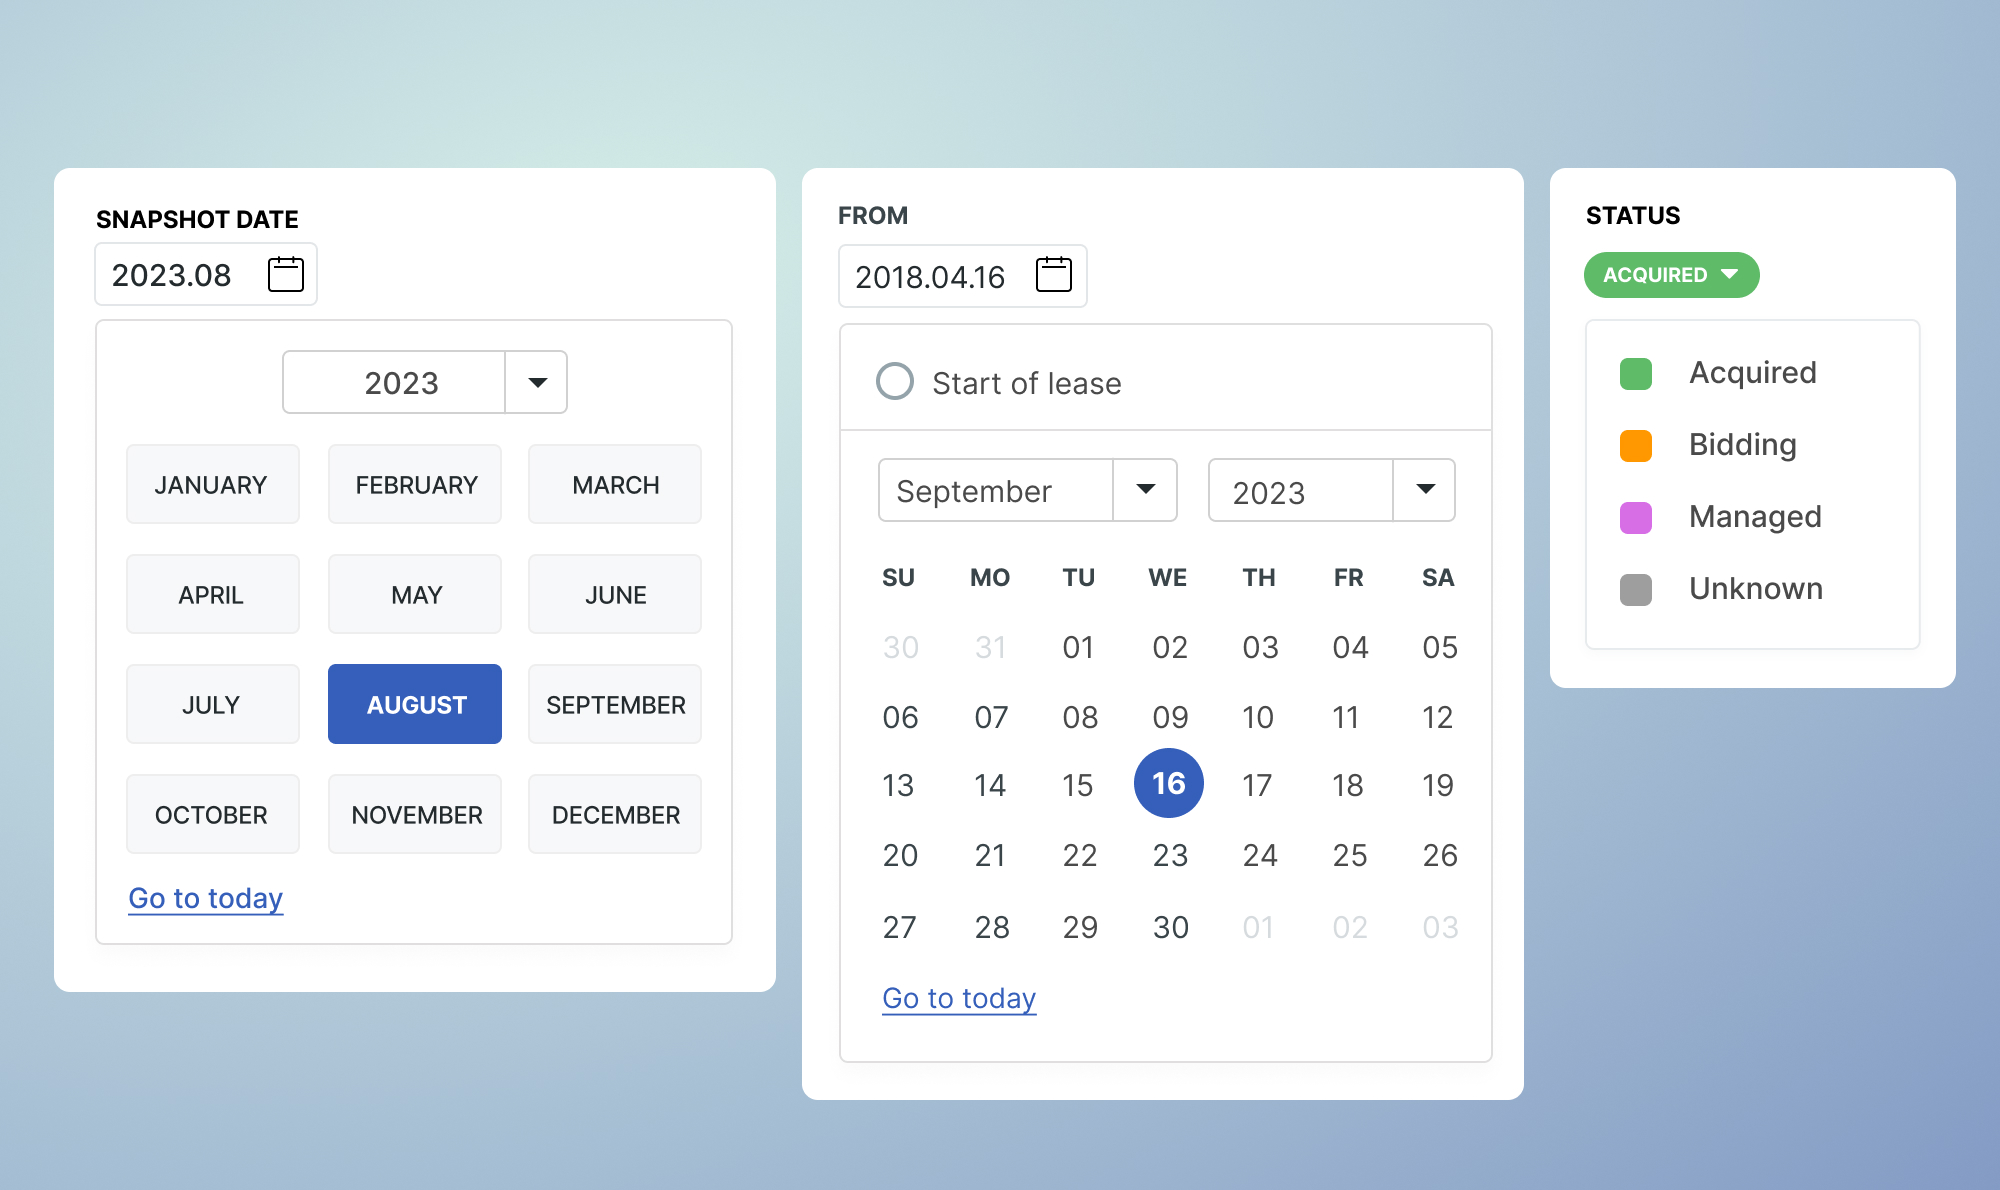 SNAPSHOT DATE
2023.08
2023
JANUARY FEBRUARY MARCH
APRIL MAY JUNE
JULY AUGUST SEPTEMBER
OCTOBER NOVEMBER DECEMBER
Go to today
FROM
2018.04.16
Start of lease
September 2023
SU MO TU WE TH FR SA
30 31 01 02 03 04 05
06 07 08 09 10 11 12
13 14 15 16 17 18 19
20 21 22 23 24 25 26
27 28 29 30 01 02 03
Go to today
STATUS
ACQUIRED
Acquired
Bidding
Managed
Unknown